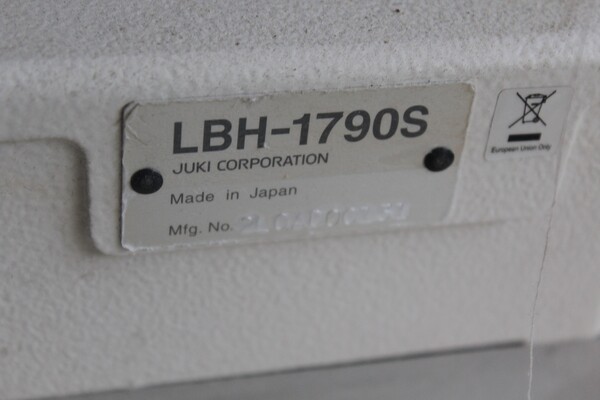 LBH-1790S
JUKI CORPORATION
Made in Japan
Mfg. No.
European Union Only